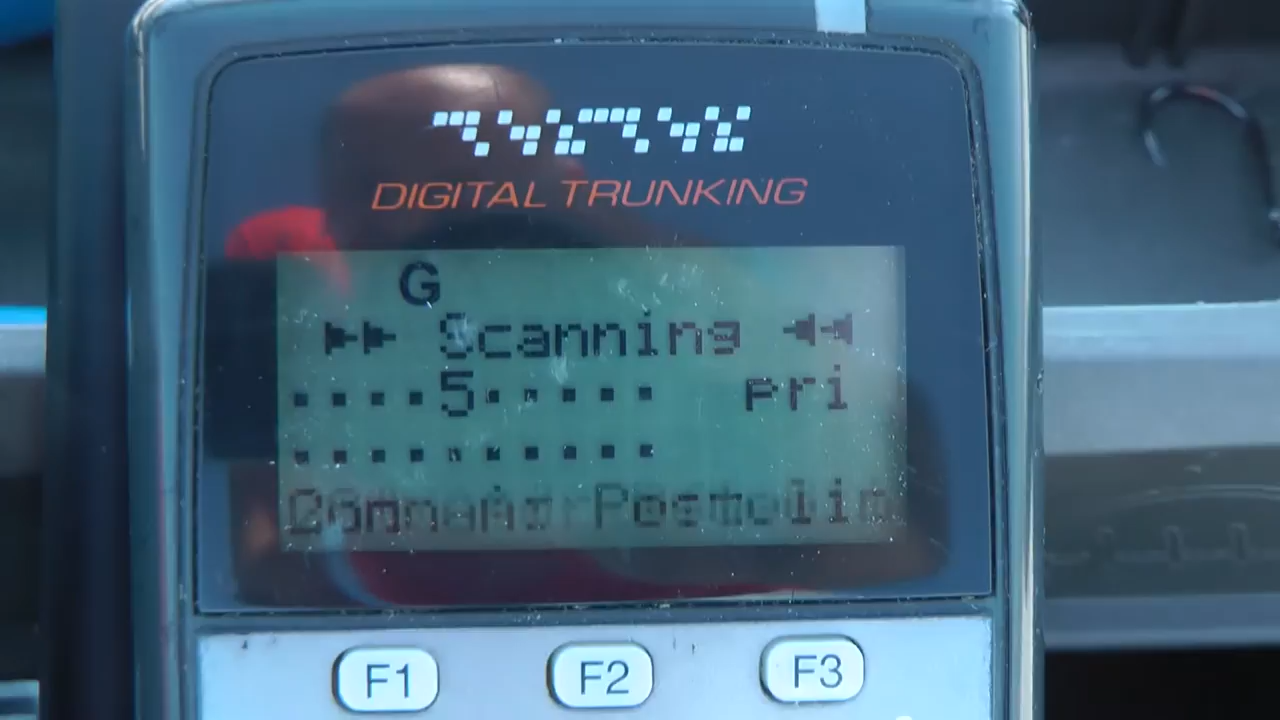 DIGITAL TRUNKING
G
Scanning
....5..... pri
..........
F1 F2 F3